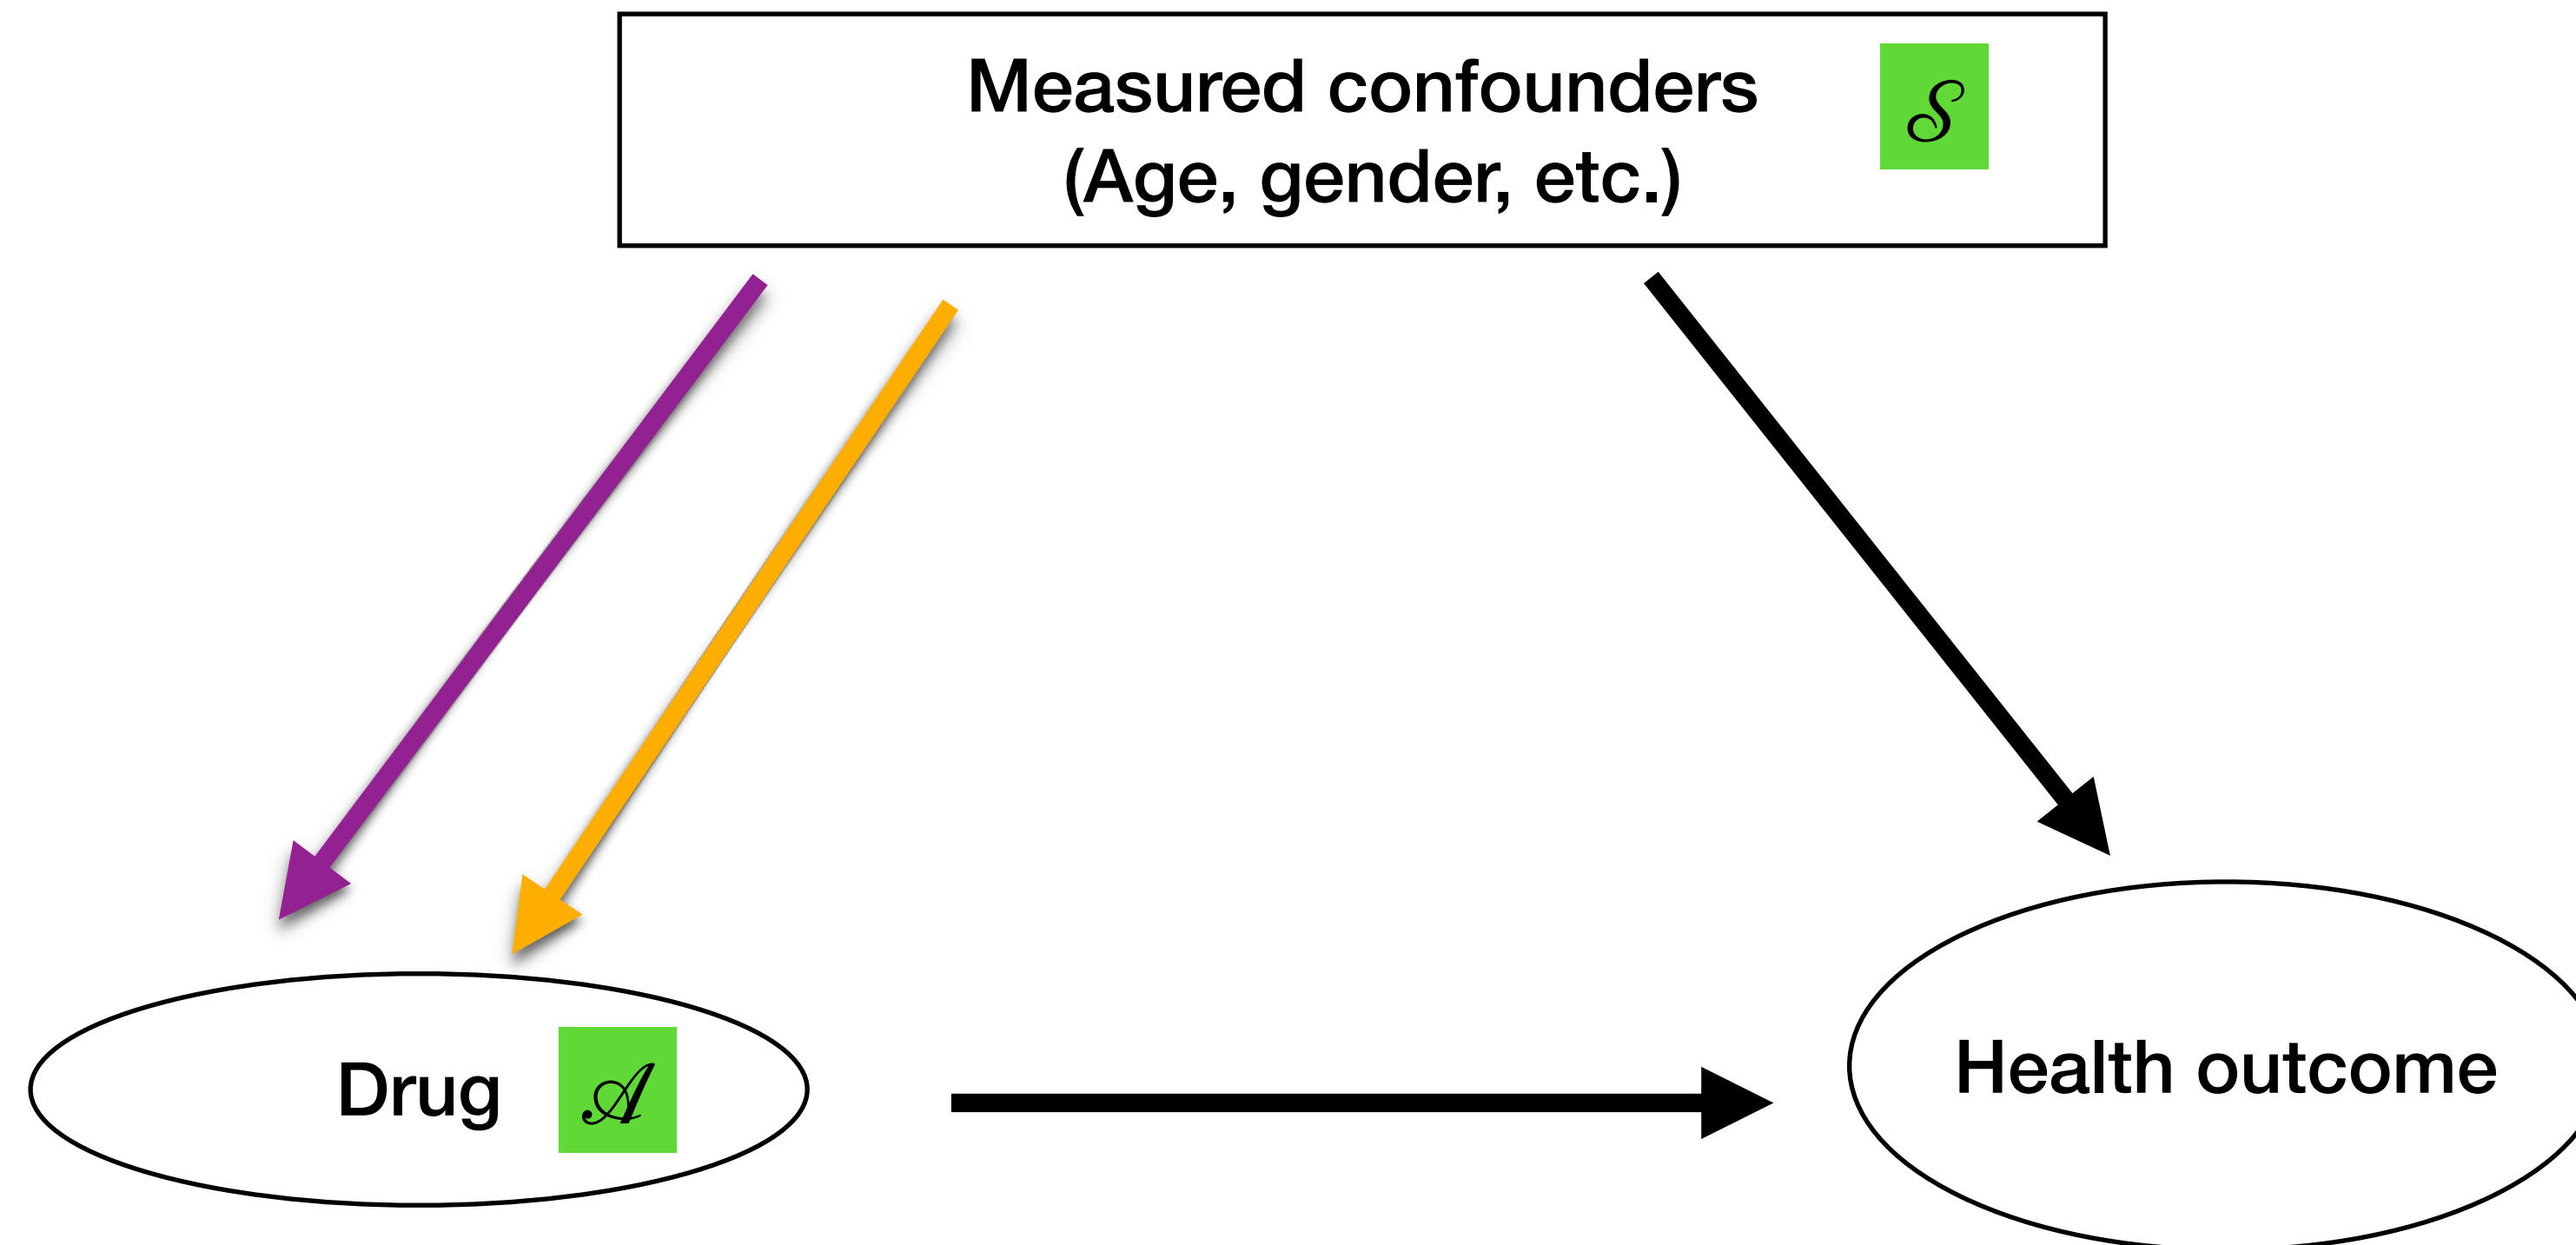 Measured confounders
𝒮
(Age, gender, etc.)
Drug 𝒜
Health outcome